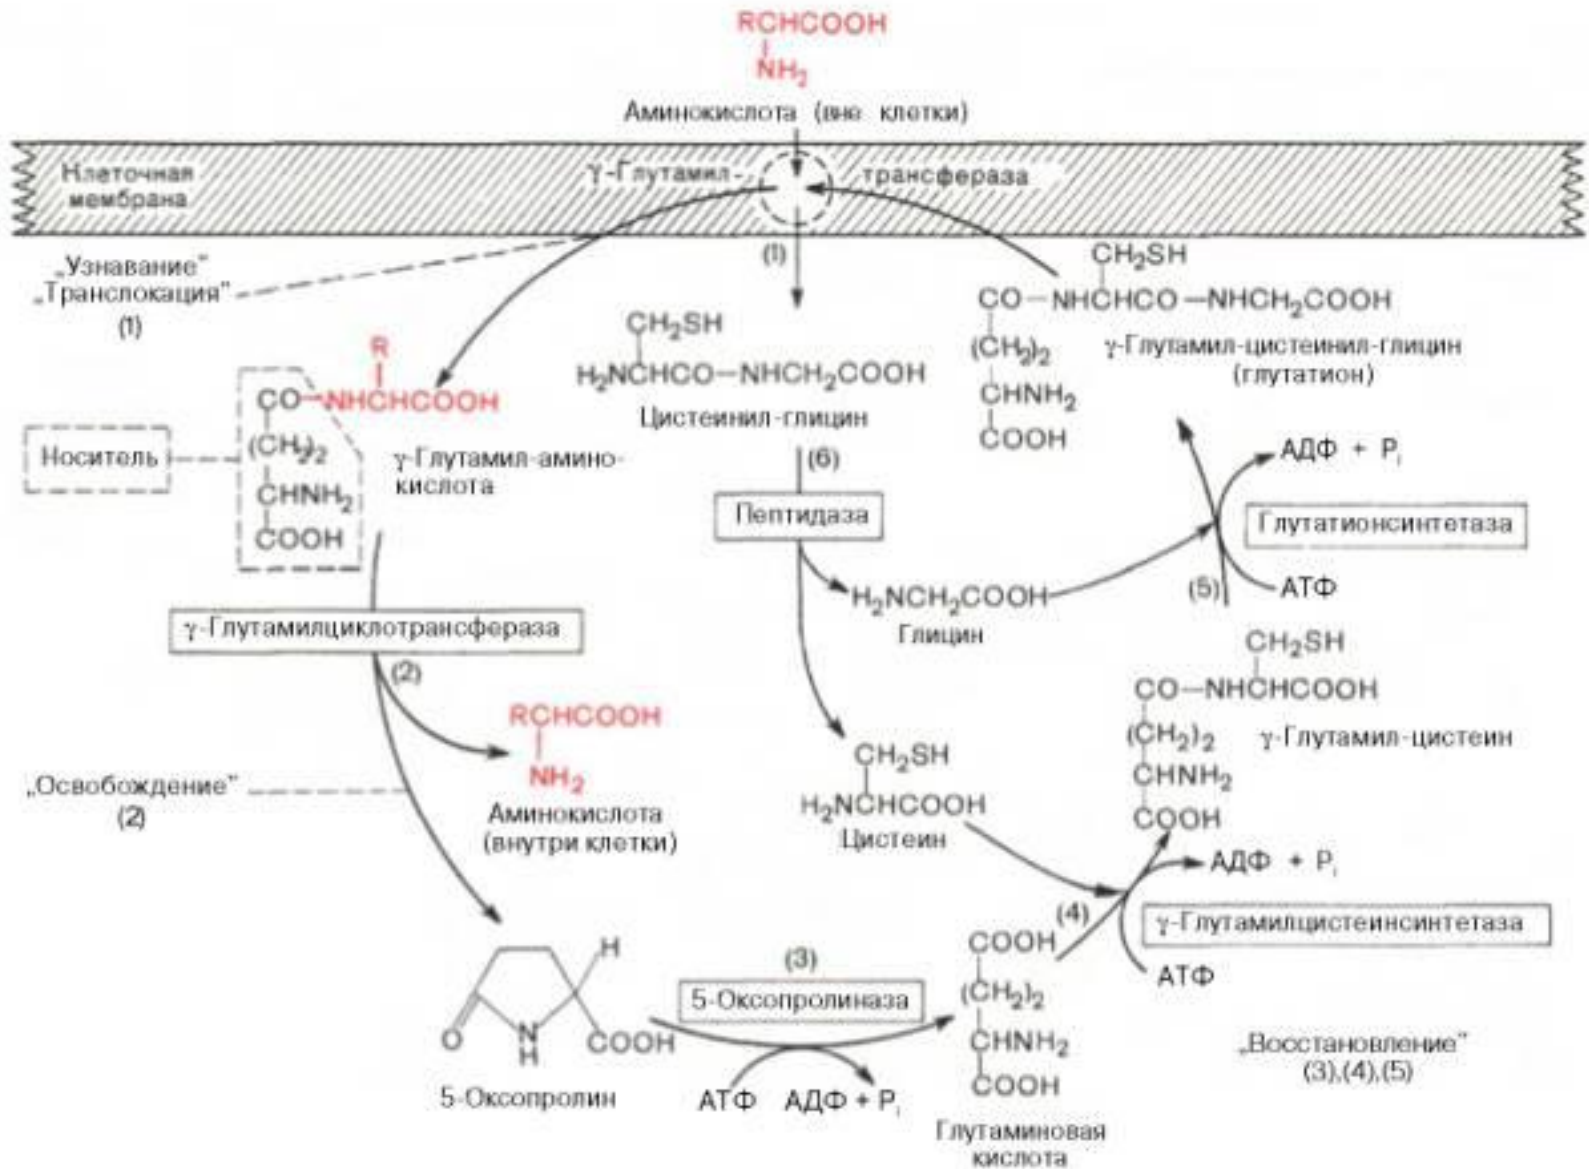 RCHCOOH
NH₂
Аминокислота (вне клетки)
Клеточная
мембрана
γ-Глутамил-
трансфераза
„Узнавание"
„Транслокация"
(1)
(1)
CH₂SH
H₂NCHCO—NHCH₂COOH
Цистеинил-глицин
(6)
CH₂SH
CO—NHCHCO—NHCH₂COOH
(CH₂)₂
CHNH₂
COOH
γ-Глутамил-цистеинил-глицин
(глутатион)
R
CO—NHCHCOOH
(CH₂)₂
CHNH₂
COOH
Носитель
γ-Глутамил-амино-
кислота
Пептидаза
АДФ + Pᵢ
Глутатионсинтетаза
(5)
АТФ
H₂NCH₂COOH
Глицин
γ-Глутамилциклотрансфераза
(2)
RCHCOOH
NH₂
Аминокислота
(внутри клетки)
„Освобождение"
(2)
CH₂SH
H₂NCHCOOH
Цистеин
CH₂SH
CO—NHCHCOOH
(CH₂)₂
CHNH₂
COOH
γ-Глутамил-цистеин
АДФ + Pᵢ
(4)
γ-Глутамилцистеинсинтетаза
АТФ
H
O
N
H
COOH
5-Оксопролин
(3)
5-Оксопролиназа
АТФ
АДФ + Pᵢ
COOH
(CH₂)₂
CHNH₂
COOH
Глутаминовая
кислота
„Восстановление"
(3),(4),(5)